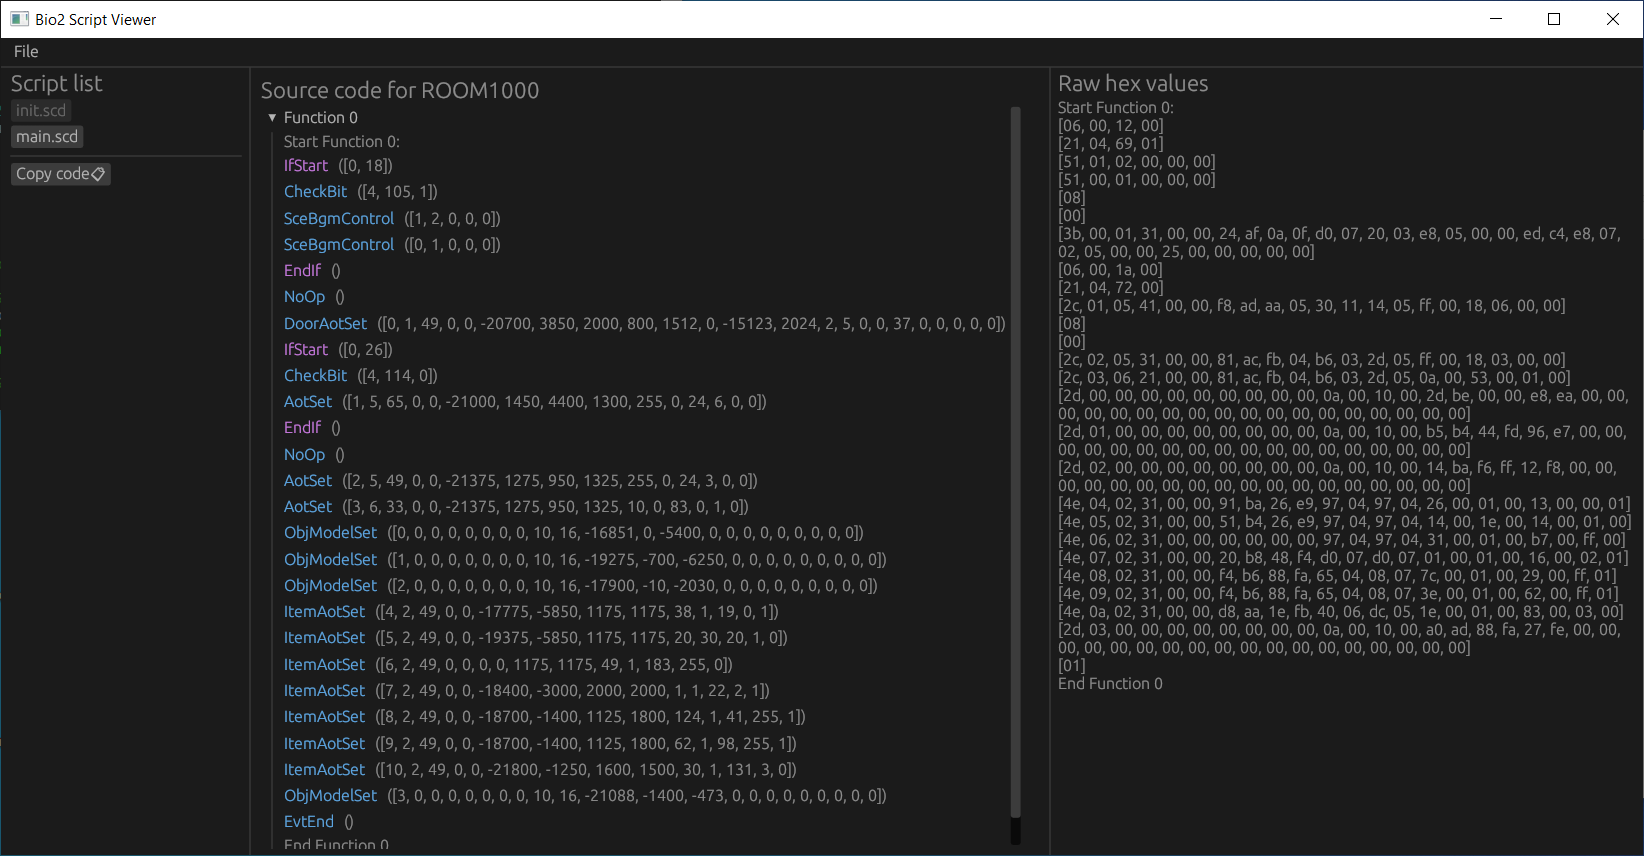 Bio2 Script Viewer
File
Script list
init.scd
main.scd
Copy code
Source code for ROOM1000
Function 0
Start Function 0:
IfStart ([0, 18])
CheckBit ([4, 105, 1])
SceBgmControl ([1, 2, 0, 0, 0])
SceBgmControl ([0, 1, 0, 0, 0])
EndIf ()
NoOp ()
DoorAotSet ([0, 1, 49, 0, 0, -20700, 3850, 2000, 800, 1512, 0, -15123, 2024, 2, 5, 0, 0, 37, 0, 0, 0, 0, 0])
IfStart ([0, 26])
CheckBit ([4, 114, 0])
AotSet ([1, 5, 65, 0, 0, -21000, 1450, 4400, 1300, 255, 0, 24, 6, 0, 0])
EndIf ()
NoOp ()
AotSet ([2, 5, 49, 0, 0, -21375, 1275, 950, 1325, 255, 0, 24, 3, 0, 0])
AotSet ([3, 6, 33, 0, 0, -21375, 1275, 950, 1325, 10, 0, 83, 0, 1, 0])
ObjModelSet ([0, 0, 0, 0, 0, 0, 0, 0, 10, 16, -16851, 0, -5400, 0, 0, 0, 0, 0, 0, 0, 0, 0])
ObjModelSet ([1, 0, 0, 0, 0, 0, 0, 0, 10, 16, -19275, -700, -6250, 0, 0, 0, 0, 0, 0, 0, 0, 0])
ObjModelSet ([2, 0, 0, 0, 0, 0, 0, 0, 10, 16, -17900, -10, -2030, 0, 0, 0, 0, 0, 0, 0, 0, 0])
ItemAotSet ([4, 2, 49, 0, 0, -17775, -5850, 1175, 1175, 38, 1, 19, 0, 1])
ItemAotSet ([5, 2, 49, 0, 0, -19375, -5850, 1175, 1175, 20, 30, 20, 1, 0])
ItemAotSet ([6, 2, 49, 0, 0, 0, 0, 1175, 1175, 49, 1, 183, 255, 0])
ItemAotSet ([7, 2, 49, 0, 0, -18400, -3000, 2000, 2000, 1, 1, 22, 2, 1])
ItemAotSet ([8, 2, 49, 0, 0, -18700, -1400, 1125, 1800, 124, 1, 41, 255, 1])
ItemAotSet ([9, 2, 49, 0, 0, -18700, -1400, 1125, 1800, 62, 1, 98, 255, 1])
ItemAotSet ([10, 2, 49, 0, 0, -21800, -1250, 1600, 1500, 30, 1, 131, 3, 0])
ObjModelSet ([3, 0, 0, 0, 0, 0, 0, 0, 10, 16, -21088, -1400, -473, 0, 0, 0, 0, 0, 0, 0, 0, 0])
EvtEnd ()
End Function 0
Raw hex values
Start Function 0:
[06, 00, 12, 00]
[21, 04, 69, 01]
[51, 01, 02, 00, 00, 00]
[51, 00, 01, 00, 00, 00]
[08]
[00]
[3b, 00, 01, 31, 00, 00, 24, af, 0a, 0f, d0, 07, 20, 03, e8, 05, 00, 00, ed, c4, e8, 07,
02, 05, 00, 00, 25, 00, 00, 00, 00, 00]
[06, 00, 1a, 00]
[21, 04, 72, 00]
[2c, 01, 05, 41, 00, 00, f8, ad, aa, 05, 30, 11, 14, 05, ff, 00, 18, 06, 00, 00]
[08]
[00]
[2c, 02, 05, 31, 00, 00, 81, ac, fb, 04, b6, 03, 2d, 05, ff, 00, 18, 03, 00, 00]
[2c, 03, 06, 21, 00, 00, 81, ac, fb, 04, b6, 03, 2d, 05, 0a, 00, 53, 00, 01, 00]
[2d, 00, 00, 00, 00, 00, 00, 00, 00, 00, 0a, 00, 10, 00, 2d, be, 00, 00, e8, ea, 00, 00,
00, 00, 00, 00, 00, 00, 00, 00, 00, 00, 00, 00, 00, 00, 00, 00]
[2d, 01, 00, 00, 00, 00, 00, 00, 00, 00, 0a, 00, 10, 00, b5, b4, 44, fd, 96, e7, 00, 00,
00, 00, 00, 00, 00, 00, 00, 00, 00, 00, 00, 00, 00, 00, 00, 00]
[2d, 02, 00, 00, 00, 00, 00, 00, 00, 00, 0a, 00, 10, 00, 14, ba, f6, ff, 12, f8, 00, 00,
00, 00, 00, 00, 00, 00, 00, 00, 00, 00, 00, 00, 00, 00, 00, 00]
[4e, 04, 02, 31, 00, 00, 91, ba, 26, e9, 97, 04, 97, 04, 26, 00, 01, 00, 13, 00, 00, 01]
[4e, 05, 02, 31, 00, 00, 51, b4, 26, e9, 97, 04, 97, 04, 14, 00, 1e, 00, 14, 00, 01, 00]
[4e, 06, 02, 31, 00, 00, 00, 00, 00, 00, 97, 04, 97, 04, 31, 00, 01, 00, b7, 00, ff, 00]
[4e, 07, 02, 31, 00, 00, 20, b8, 48, f4, d0, 07, d0, 07, 01, 00, 01, 00, 16, 00, 02, 01]
[4e, 08, 02, 31, 00, 00, f4, b6, 88, fa, 65, 04, 08, 07, 7c, 00, 01, 00, 29, 00, ff, 01]
[4e, 09, 02, 31, 00, 00, f4, b6, 88, fa, 65, 04, 08, 07, 3e, 00, 01, 00, 62, 00, ff, 01]
[4e, 0a, 02, 31, 00, 00, d8, aa, 1e, fb, 40, 06, dc, 05, 1e, 00, 01, 00, 83, 00, 03, 00]
[2d, 03, 00, 00, 00, 00, 00, 00, 00, 00, 0a, 00, 10, 00, a0, ad, 88, fa, 27, fe, 00, 00,
00, 00, 00, 00, 00, 00, 00, 00, 00, 00, 00, 00, 00, 00, 00, 00]
[01]
End Function 0